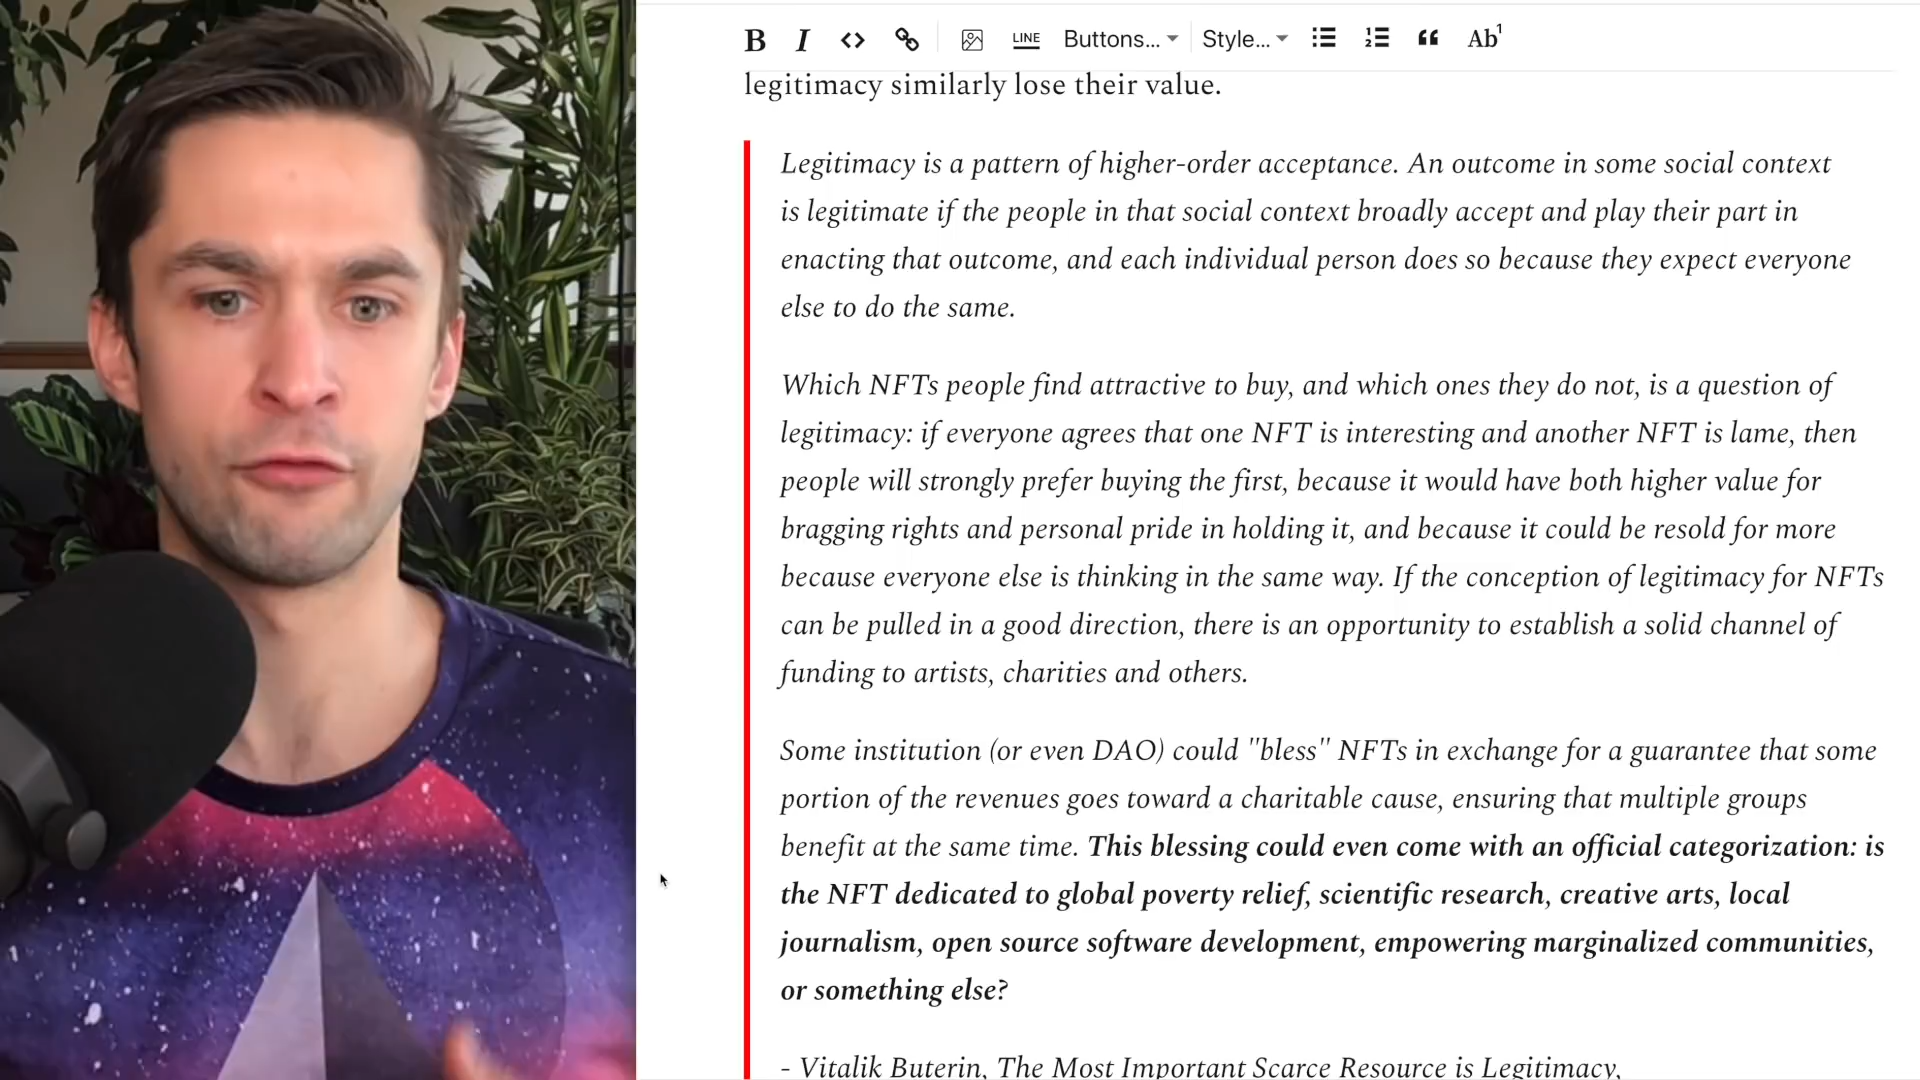 B I <> LINE Buttons... Style... Ab1
legitimacy similarly lose their value.
Legitimacy is a pattern of higher-order acceptance. An outcome in some social context
is legitimate if the people in that social context broadly accept and play their part in
enacting that outcome, and each individual person does so because they expect everyone
else to do the same.
Which NFTs people find attractive to buy, and which ones they do not, is a question of
legitimacy: if everyone agrees that one NFT is interesting and another NFT is lame, then
people will strongly prefer buying the first, because it would have both higher value for
bragging rights and personal pride in holding it, and because it could be resold for more
because everyone else is thinking in the same way. If the conception of legitimacy for NFTs
can be pulled in a good direction, there is an opportunity to establish a solid channel of
funding to artists, charities and others.
Some institution (or even DAO) could "bless" NFTs in exchange for a guarantee that some
portion of the revenues goes toward a charitable cause, ensuring that multiple groups
benefit at the same time. This blessing could even come with an official categorization: is
the NFT dedicated to global poverty relief, scientific research, creative arts, local
journalism, open source software development, empowering marginalized communities,
or something else?
- Vitalik Buterin, The Most Important Scarce Resource is Legitimacy,